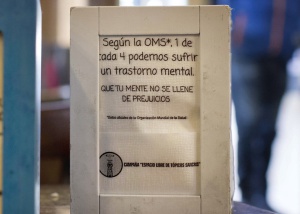 Según la OMS*, 1 de
cada 4 podemos sufrir
un trastorno mental.
QUE TU MENTE NO SE LLENE
DE PREJUICIOS
*Datos oficiales de la Organización Mundial de la Salud
CAMPAÑA "ESPACIO LIBRE DE TÓPICOS SANCHO"